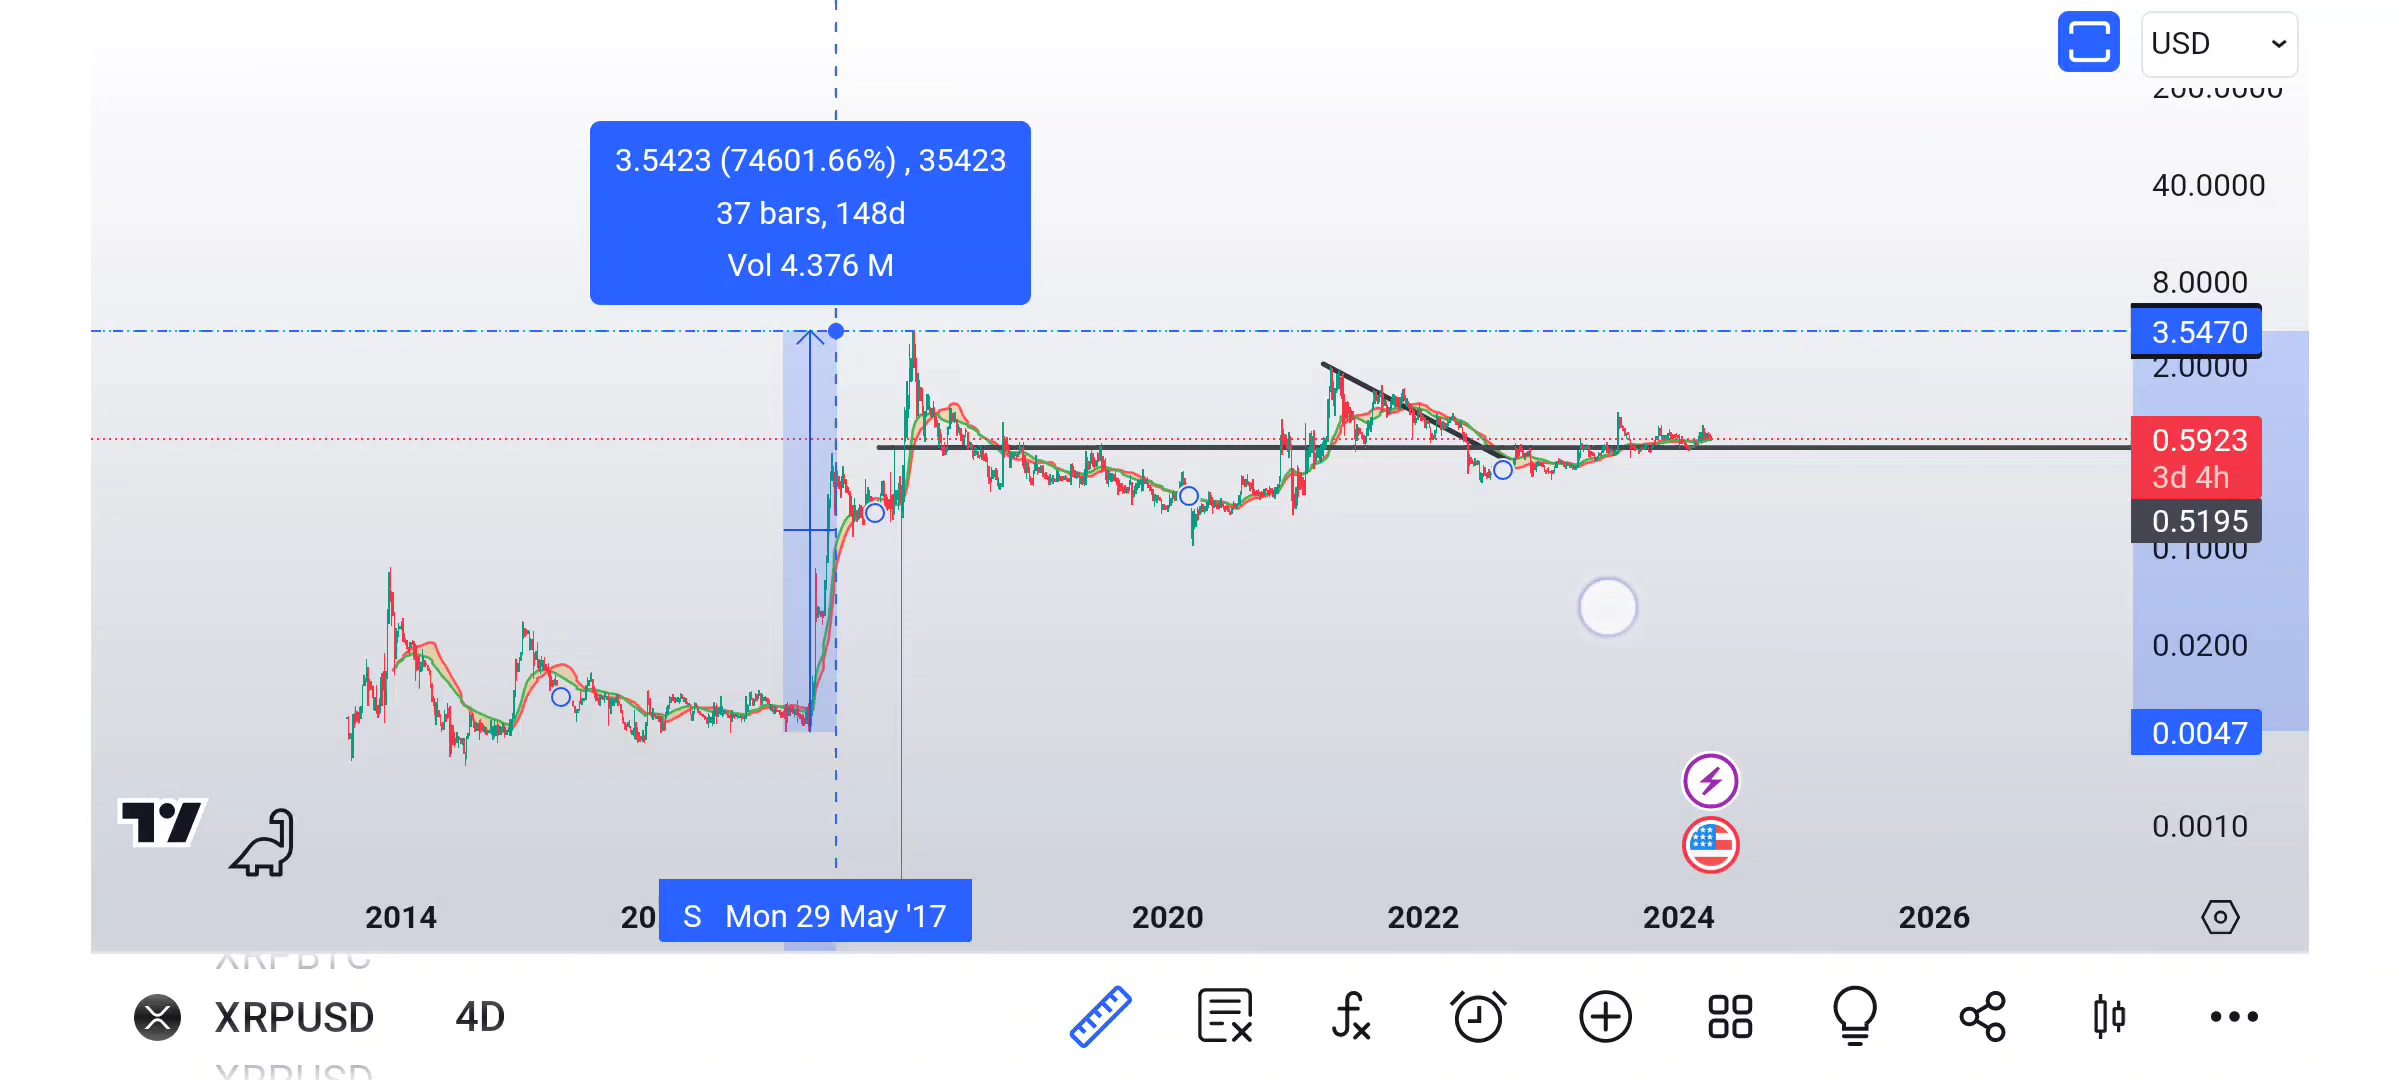 USD
200.0000
3.5423 (74601.66%) , 35423
37 bars, 148d
Vol 4.376 M
40.0000
8.0000
3.5470
2.0000
0.5923
3d 4h
0.5195
0.1000
0.0200
0.0047
0.0010
2014 20 S Mon 29 May '17 2020 2022 2024 2026
XRPBTC
XRPUSD 4D
XRPUSD